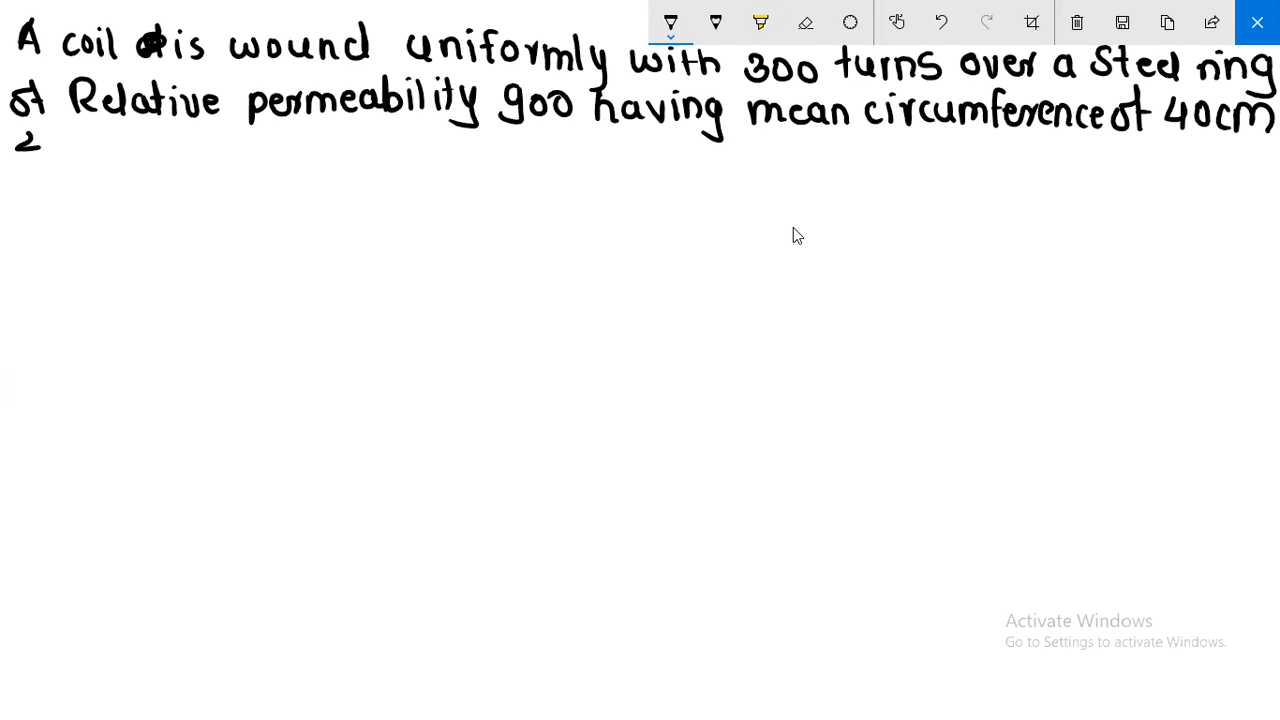 A coil is wound uniformly with 300 turns over a Steel ring
of Relative permeability 900 having mean circumference of 40cm
2
Activate Windows
Go to Settings to activate Windows.